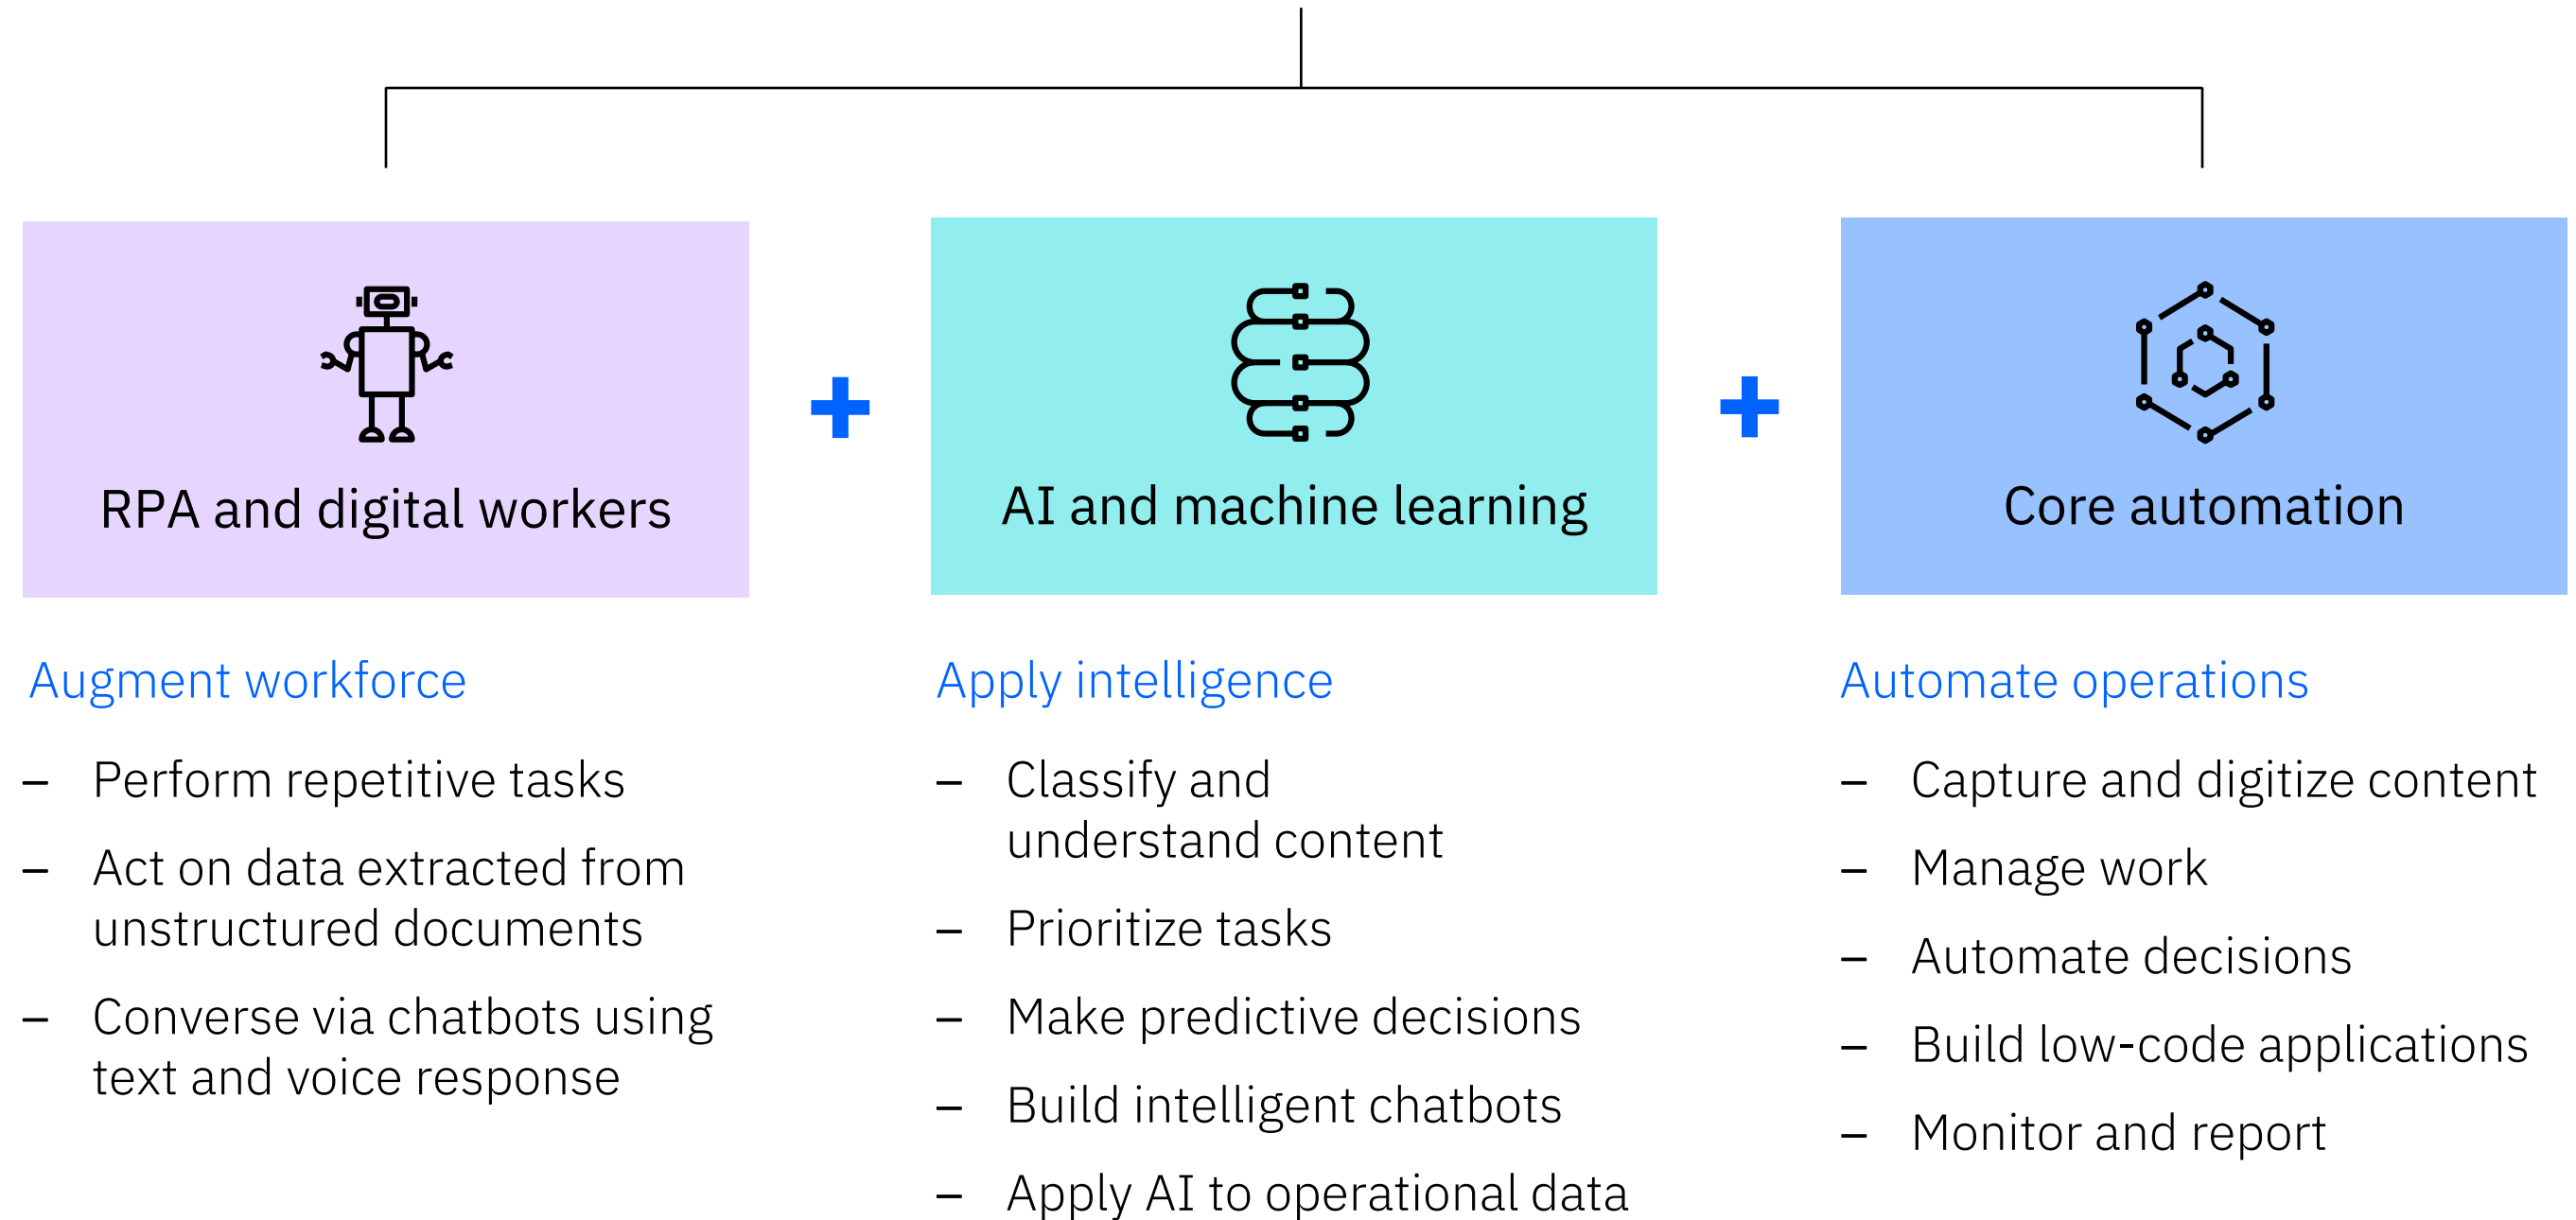 RPA and digital workers
AI and machine learning
Core automation
Augment workforce
– Perform repetitive tasks
– Act on data extracted from
unstructured documents
– Converse via chatbots using
text and voice response
Apply intelligence
– Classify and
understand content
– Prioritize tasks
– Make predictive decisions
– Build intelligent chatbots
– Apply AI to operational data
Automate operations
– Capture and digitize content
– Manage work
– Automate decisions
– Build low-code applications
– Monitor and report